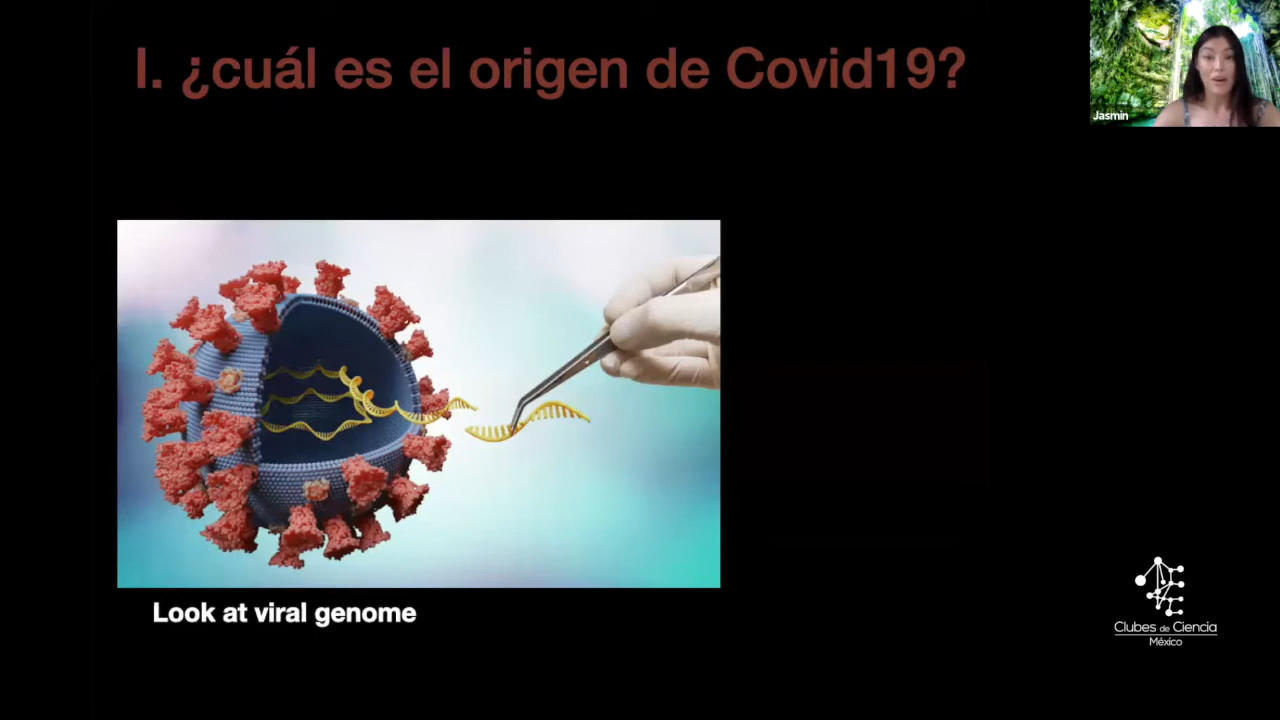 I. ¿cuál es el origen de Covid19?
Jasmin
Look at viral genome
Clubes de Ciencia
México